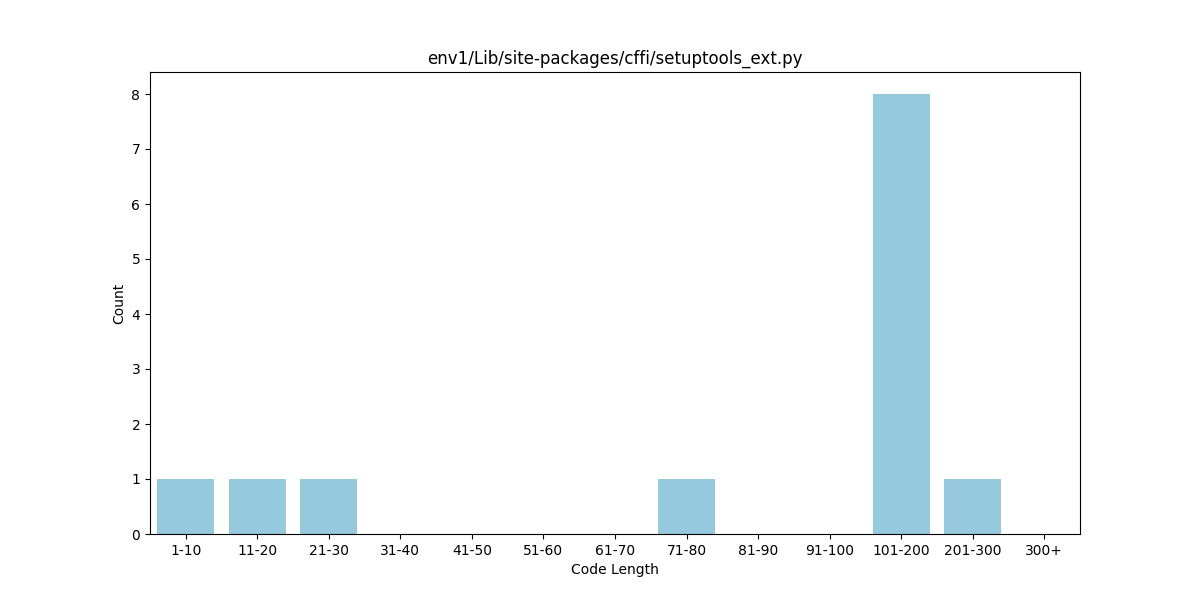 env1/Lib/site-packages/cffi/setuptools_ext.py
8
7
6
5
4
3
2
1
0
Count
1-10 11-20 21-30 31-40 41-50 51-60 61-70 71-80 81-90 91-100 101-200 201-300 300+
Code Length